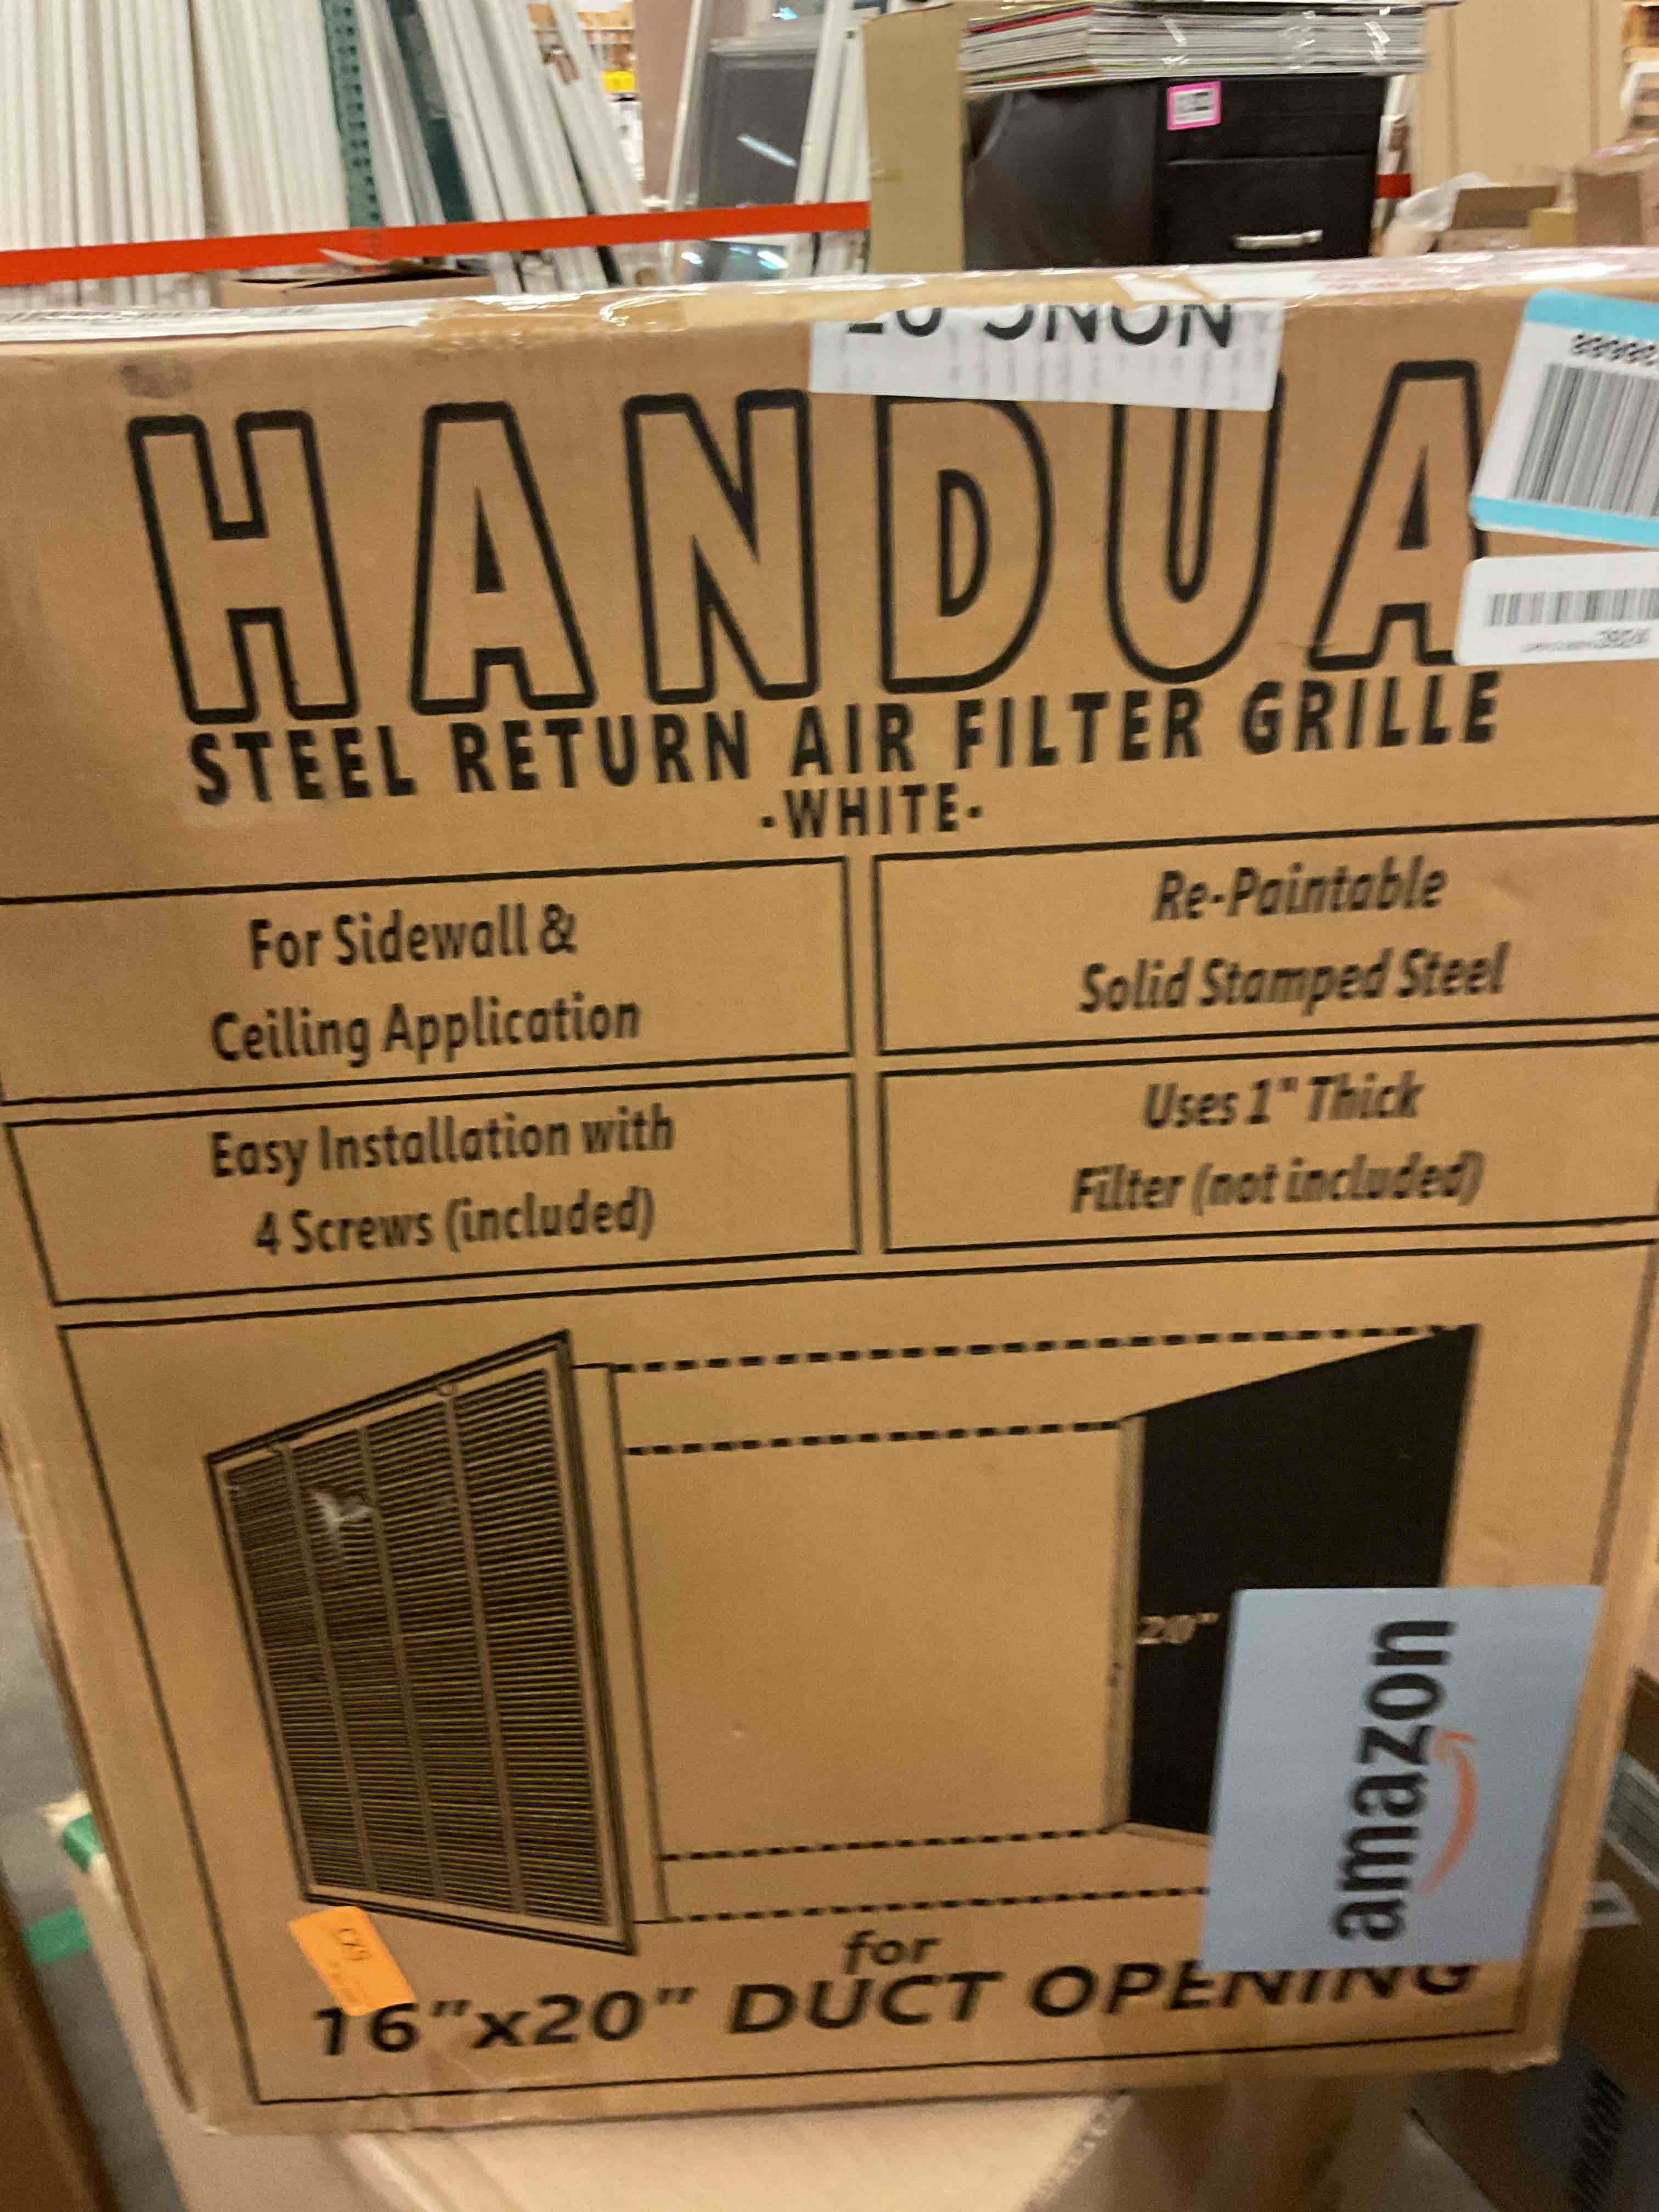 HANDUA
STEEL RETURN AIR FILTER GRILLE
-WHITE-
For Sidewall &
Ceiling Application
Re-Paintable
Solid Stamped Steel
Easy Installation with
4 Screws (included)
Uses 1" Thick
Filter (not included)
20"
amazon
for
16"x20" DUCT OPENING